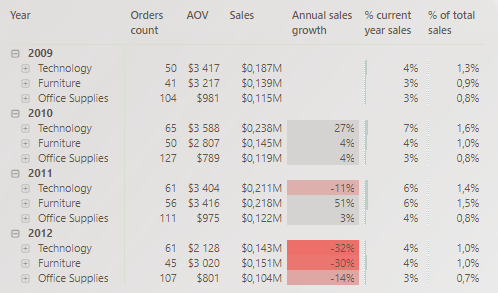 Year Orders AOV Sales Annual sales % current % of total
count growth year sales sales
2009
Technology 50 $3 417 $0,187M 4% 1,3%
Furniture 41 $3 217 $0,139M 3% 0,9%
Office Supplies 104 $981 $0,115M 3% 0,8%
2010
Technology 65 $3 588 $0,238M 27% 7% 1,6%
Furniture 50 $2 807 $0,145M 4% 4% 1,0%
Office Supplies 127 $789 $0,119M 4% 3% 0,8%
2011
Technology 61 $3 404 $0,211M -11% 6% 1,4%
Furniture 56 $3 416 $0,218M 51% 6% 1,5%
Office Supplies 111 $975 $0,122M 3% 4% 0,8%
2012
Technology 61 $2 128 $0,143M -32% 4% 1,0%
Furniture 45 $3 020 $0,151M -30% 4% 1,0%
Office Supplies 107 $801 $0,104M -14% 3% 0,7%